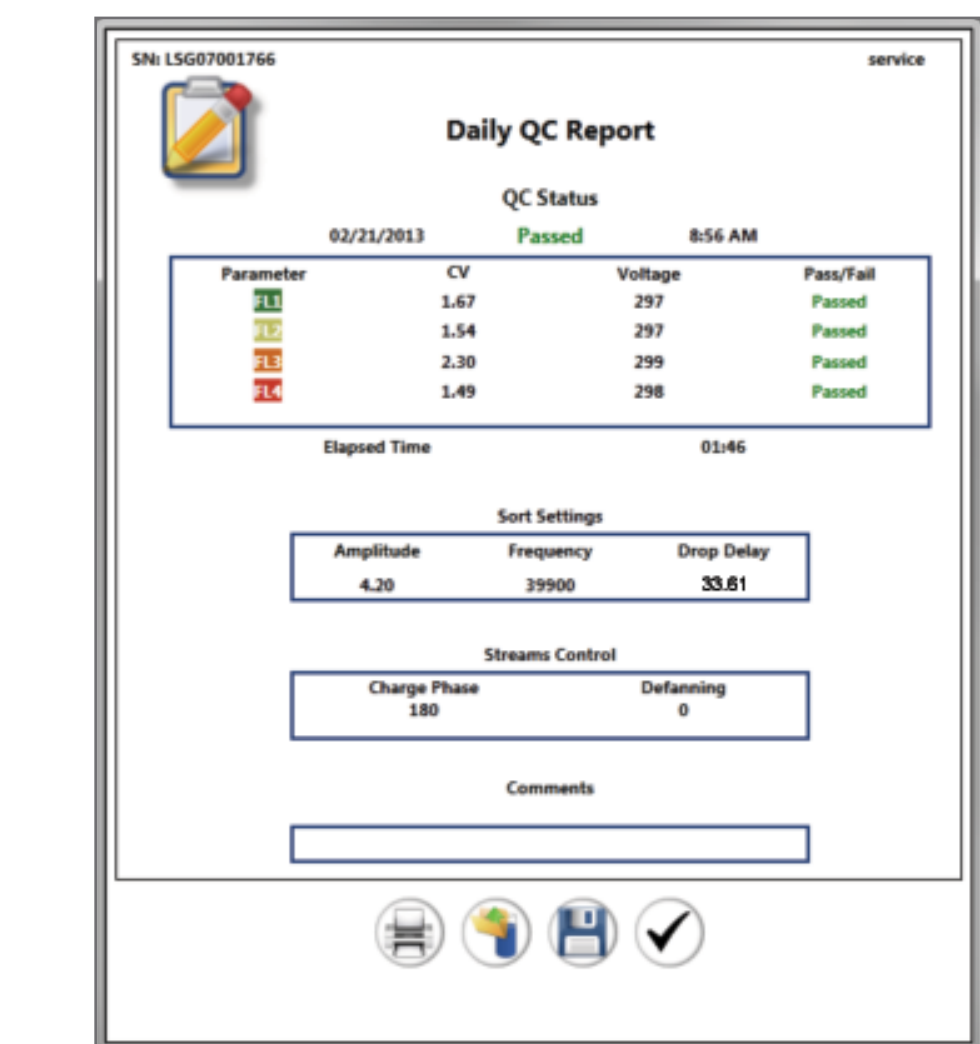 SN: LSG07001766 service
Daily QC Report
QC Status
02/21/2013 Passed 8:56 AM
Parameter CV Voltage Pass/Fail
FL1 1.67 297 Passed
FL2 1.54 297 Passed
FL3 2.30 299 Passed
FL4 1.49 298 Passed
Elapsed Time 01:46
Sort Settings
Amplitude Frequency Drop Delay
4.20 39900 33.61
Streams Control
Charge Phase Defanning
180 0
Comments